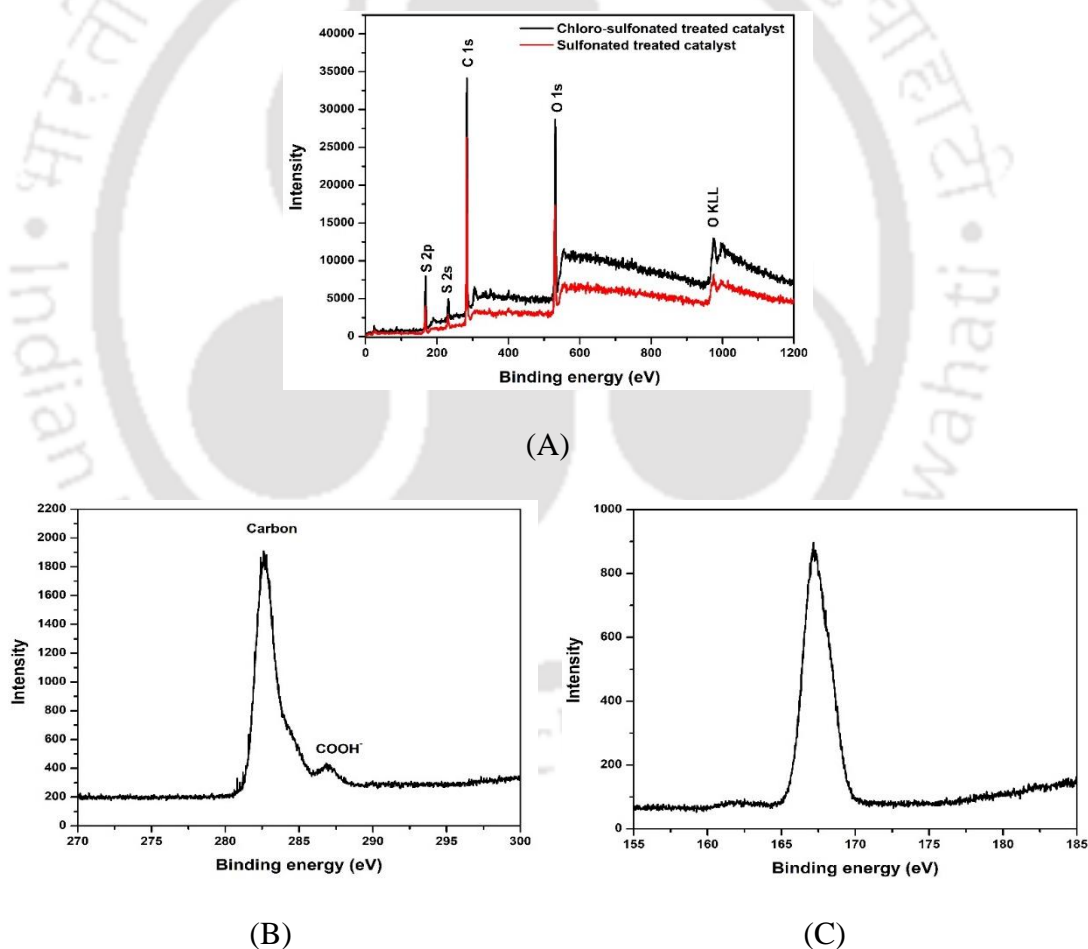 भारती
Indian
wahati
Chloro-sulfonated treated catalyst
Sulfonated treated catalyst
40000
35000
30000
25000
20000
15000
10000
5000
0
Intensity
S 2p
S 2s
C 1s
O 1s
O KLL
0 200 400 600 800 1000 1200
Binding energy (eV)
(A)
2200
2000
1800
1600
1400
1200
1000
800
600
400
200
0
Intensity
Carbon
COOH-
270 275 280 285 290 295 300
Binding energy (eV)
1000
800
600
400
200
0
Intensity
155 160 165 170 175 180 185
Binding energy (eV)
(B) (C)